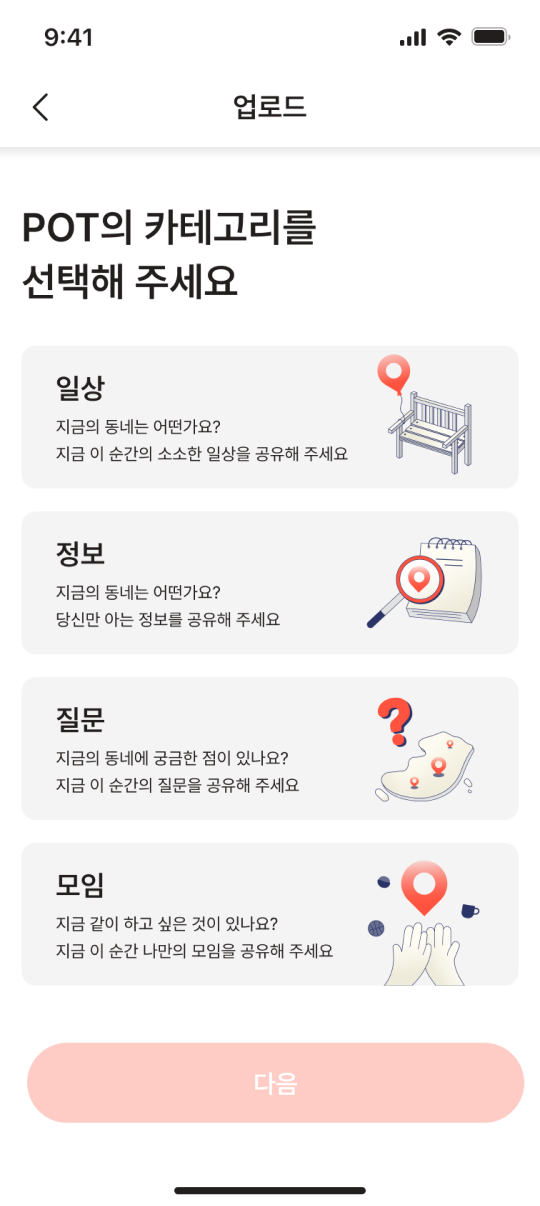 9:41
업로드
POT의 카테고리를
선택해 주세요
일상
지금의 동네는 어떤가요?
지금 이 순간의 소소한 일상을 공유해 주세요
정보
지금의 동네는 어떤가요?
당신만 아는 정보를 공유해 주세요
질문
지금의 동네에 궁금한 점이 있나요?
지금 이 순간의 질문을 공유해 주세요
모임
지금 같이 하고 싶은 것이 있나요?
지금 이 순간 나만의 모임을 공유해 주세요
다음